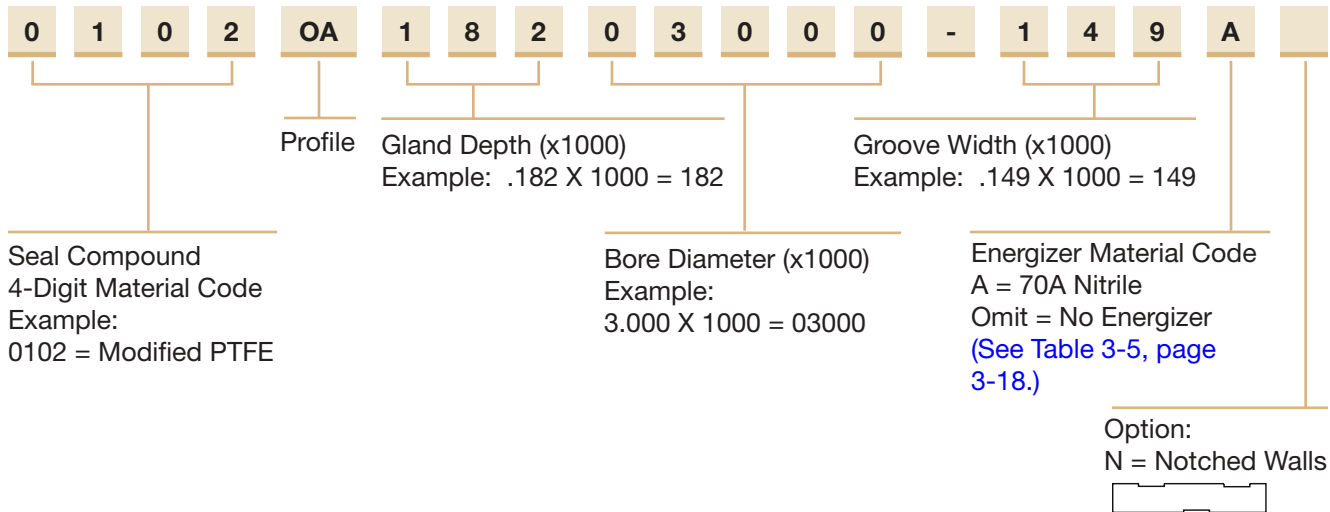 0 1 0 2 OA 1 8 2 0 3 0 0 0 - 1 4 9 A
Profile
Gland Depth (x1000)
Example: .182 X 1000 = 182
Groove Width (x1000)
Example: .149 X 1000 = 149
Seal Compound
4-Digit Material Code
Example:
0102 = Modified PTFE
Bore Diameter (x1000)
Example:
3.000 X 1000 = 03000
Energizer Material Code
A = 70A Nitrile
Omit = No Energizer
(See Table 3-5, page
3-18.)
Option:
N = Notched Walls